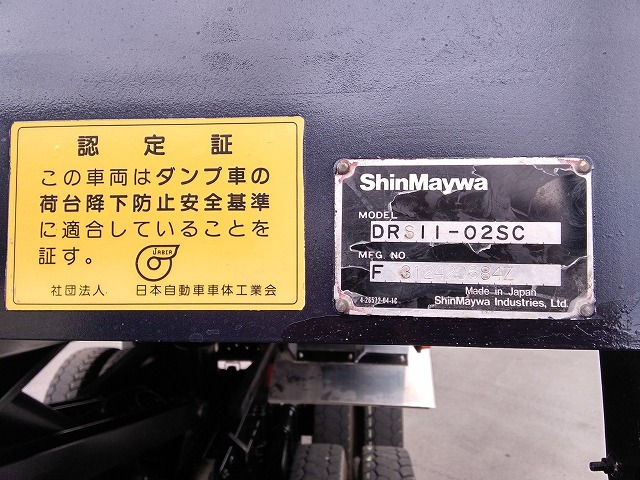 認定証
この車両はダンプ車の
荷台降下防止安全基準
に適合していることを
証す。
JABIA
社団法人 日本自動車車体工業会
ShinMaywa
MODEL
DRS11-02SC
MFG NO
F
Made in Japan
ShinMaywa Industries, Ltd.